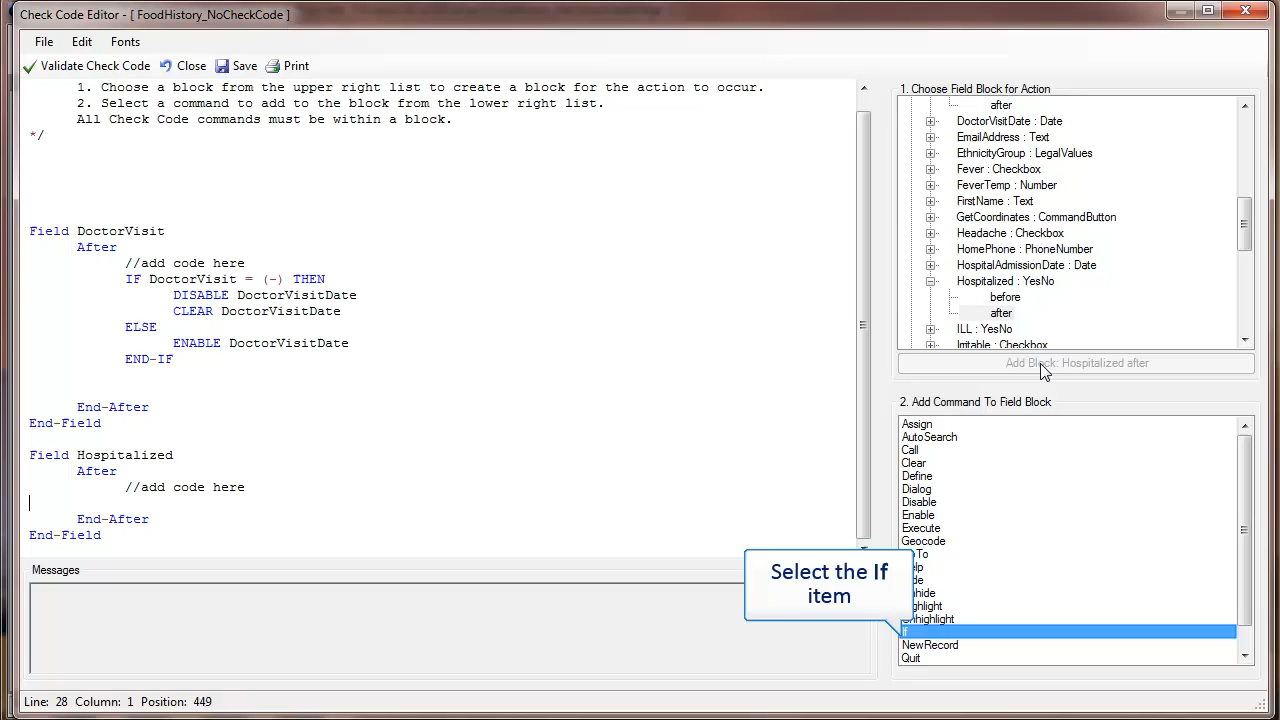 Check Code Editor - [ FoodHistory_NoCheckCode ]
File Edit Fonts
Validate Check Code Close Save Print
1. Choose a block from the upper right list to create a block for the action to occur.
2. Select a command to add to the block from the lower right list.
All Check Code commands must be within a block.
*/
Field DoctorVisit
After
//add code here
IF DoctorVisit = (-) THEN
DISABLE DoctorVisitDate
CLEAR DoctorVisitDate
ELSE
ENABLE DoctorVisitDate
END-IF
End-After
End-Field
Field Hospitalized
After
//add code here
End-After
End-Field
Messages
1. Choose Field Block for Action
after
DoctorVisitDate : Date
EmailAddress : Text
EthnicityGroup : LegalValues
Fever : Checkbox
FeverTemp : Number
FirstName : Text
GetCoordinates : CommandButton
Headache : Checkbox
HomePhone : PhoneNumber
HospitalAdmissionDate : Date
Hospitalized : YesNo
before
after
ILL : YesNo
Irritable : Checkbox
Add Block: Hospitalized after
2. Add Command To Field Block
Assign
AutoSearch
Call
Clear
Define
Dialog
Disable
Enable
Execute
Geocode
If
NewRecord
Quit
Select the If
item
Line: 28 Column: 1 Position: 449